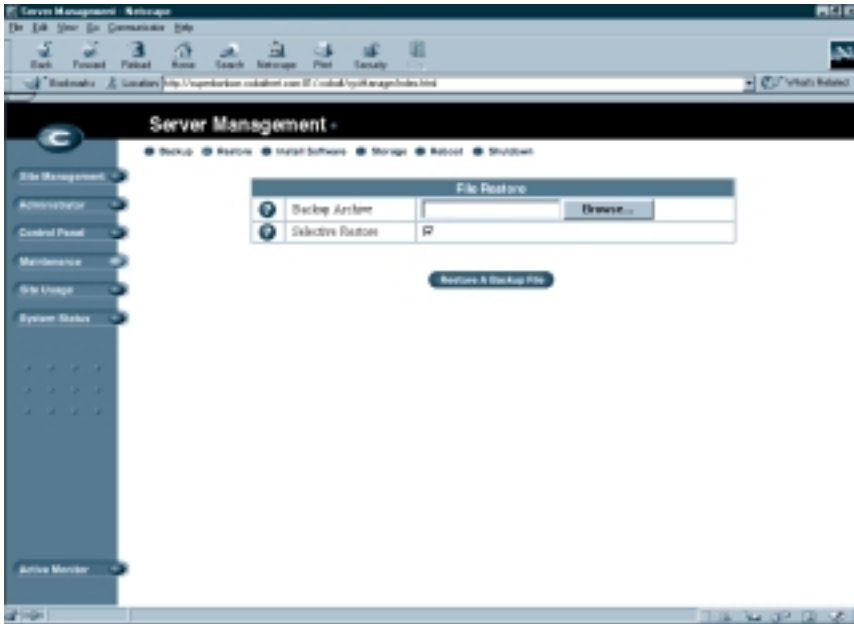 Server Management - Netscape
File Edit View Go Communicator Help
Back Forward Reload Home Search Netscape Print Security
Bookmarks Location: What's Related
Server Management
Backup Restore Install Software Storage Reboot Shutdown
Site Management
Administrator
Control Panel
Maintenance
Site Usage
System Status
File Restore
Backup Archive Browse...
Selective Restore
Restore A Backup File
Active Monitor